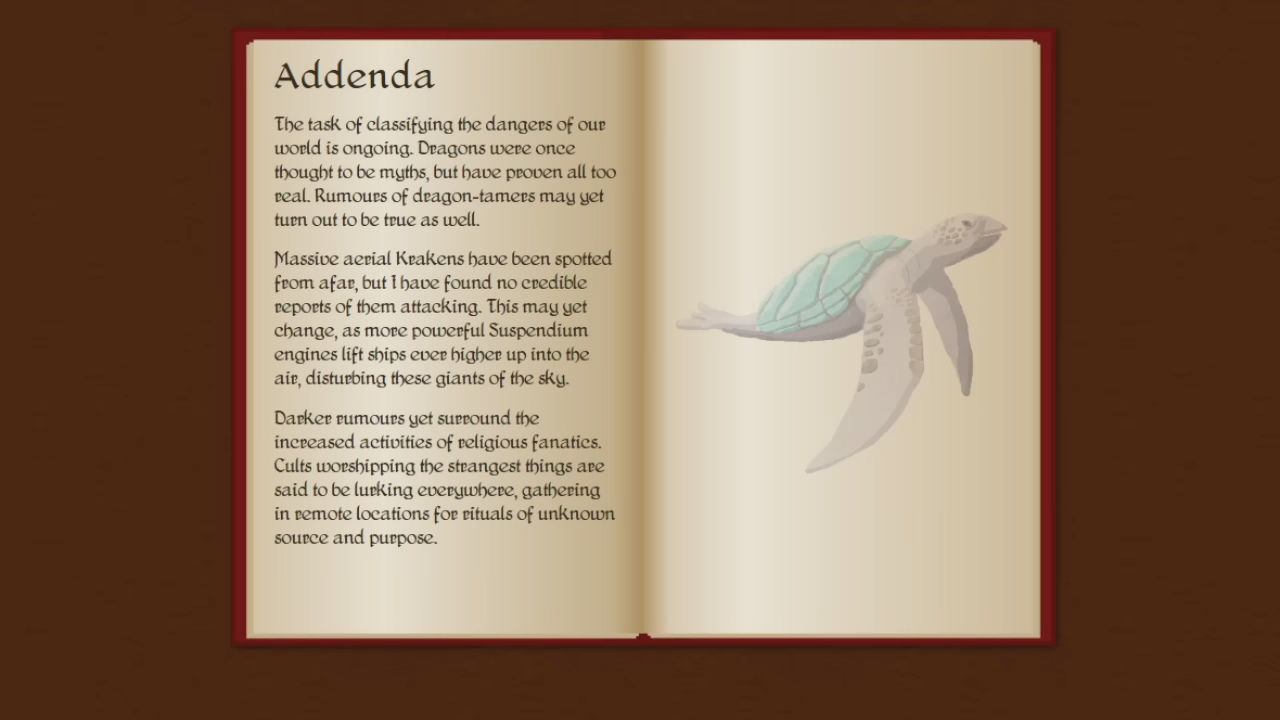 Addenda
The task of classifying the dangers of our
world is ongoing. Dragons were once
thought to be myths, but have proven all too
real. Rumours of dragon-tamers may yet
turn out to be true as well.
Massive aerial Krakens have been spotted
from afar, but I have found no credible
reports of them attacking. This may yet
change, as more powerful Suspendium
engines lift ships ever higher up into the
air, disturbing these giants of the sky.
Darker rumours yet surround the
increased activities of religious fanatics.
Cults worshipping the strangest things are
said to be lurking everywhere, gathering
in remote locations for rituals of unknown
source and purpose.